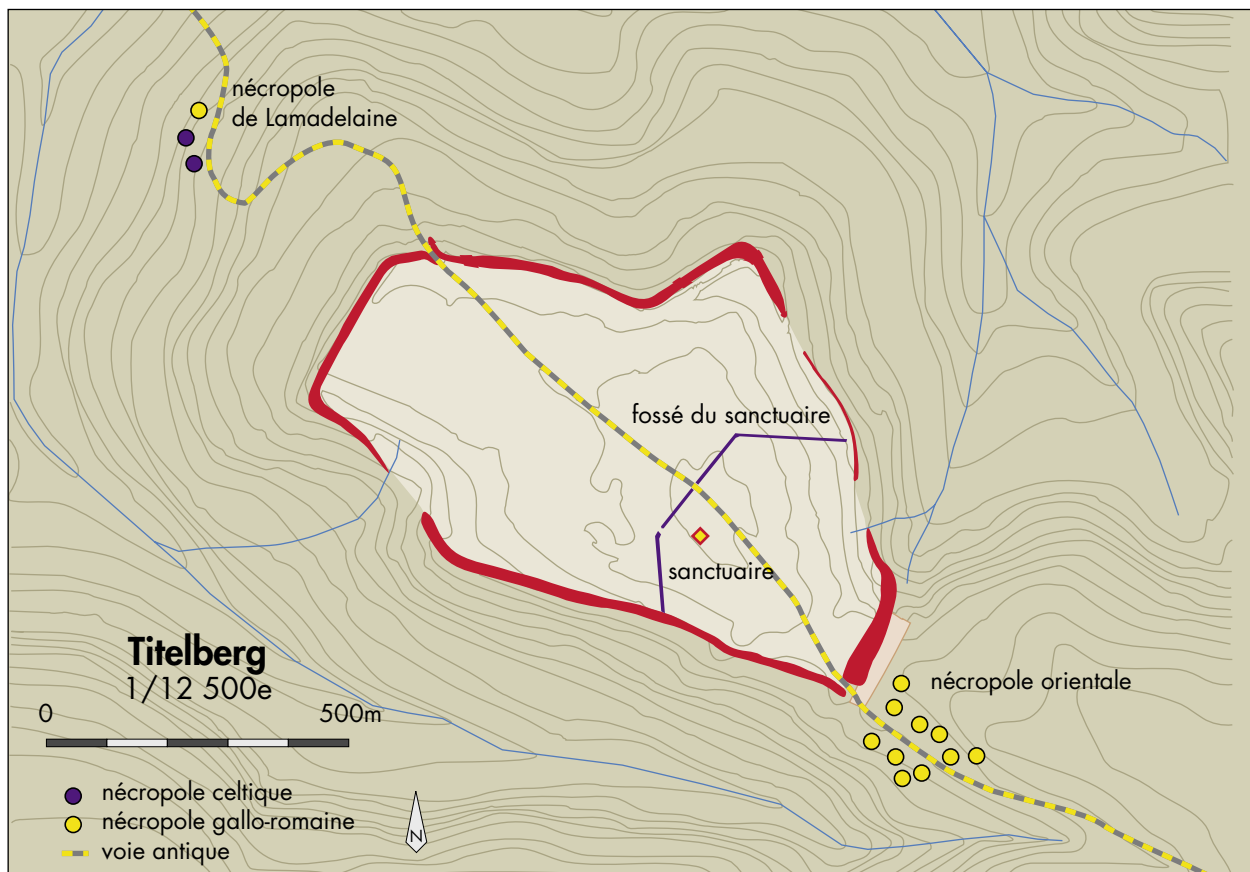 nécropole
de Lamadelaine
fossé du sanctuaire
sanctuaire
nécropole orientale
Titelberg
1/12 500e
0 500m
nécropole celtique
nécropole gallo-romaine
voie antique
N